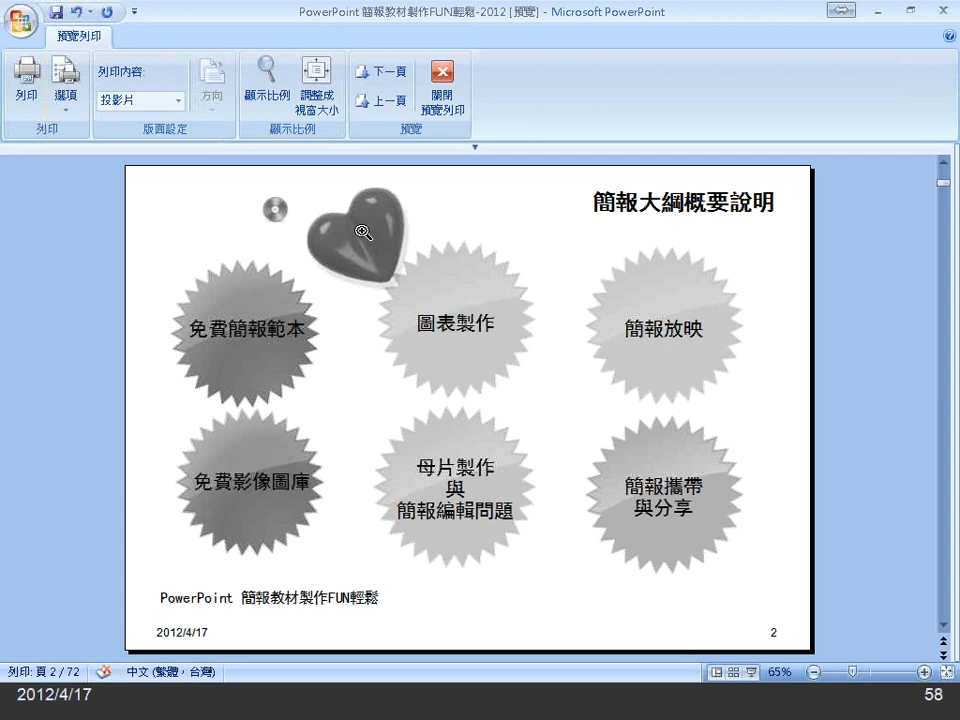 PowerPoint 簡報教材製作FUN輕鬆-2012 [預覽] - Microsoft PowerPoint
預覽列印
列印
選項
列印內容:
投影片
方向
顯示比例
調整成
視窗大小
下一頁
上一頁
關閉
預覽列印
列印
版面設定
顯示比例
預覽
簡報大綱概要說明
免費簡報範本
圖表製作
簡報放映
免費影像圖庫
母片製作
與
簡報編輯問題
簡報攜帶
與分享
PowerPoint 簡報教材製作FUN輕鬆
2012/4/17
2
列印: 頁 2 / 72
中文 (繁體，台灣)
65%
2012/4/17
58